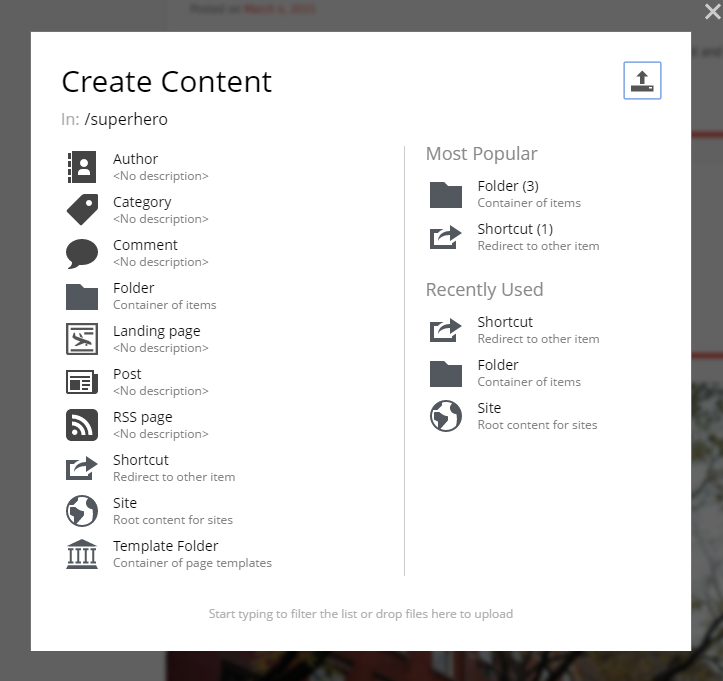 Posted on March 4, 2015
Create Content
In: /superhero
Author
<No description>
Category
<No description>
Comment
<No description>
Folder
Container of items
Landing page
<No description>
Post
<No description>
RSS page
<No description>
Shortcut
Redirect to other item
Site
Root content for sites
Template Folder
Container of page templates
Most Popular
Folder (3)
Container of items
Shortcut (1)
Redirect to other item
Recently Used
Shortcut
Redirect to other item
Folder
Container of items
Site
Root content for sites
Start typing to filter the list or drop files here to upload